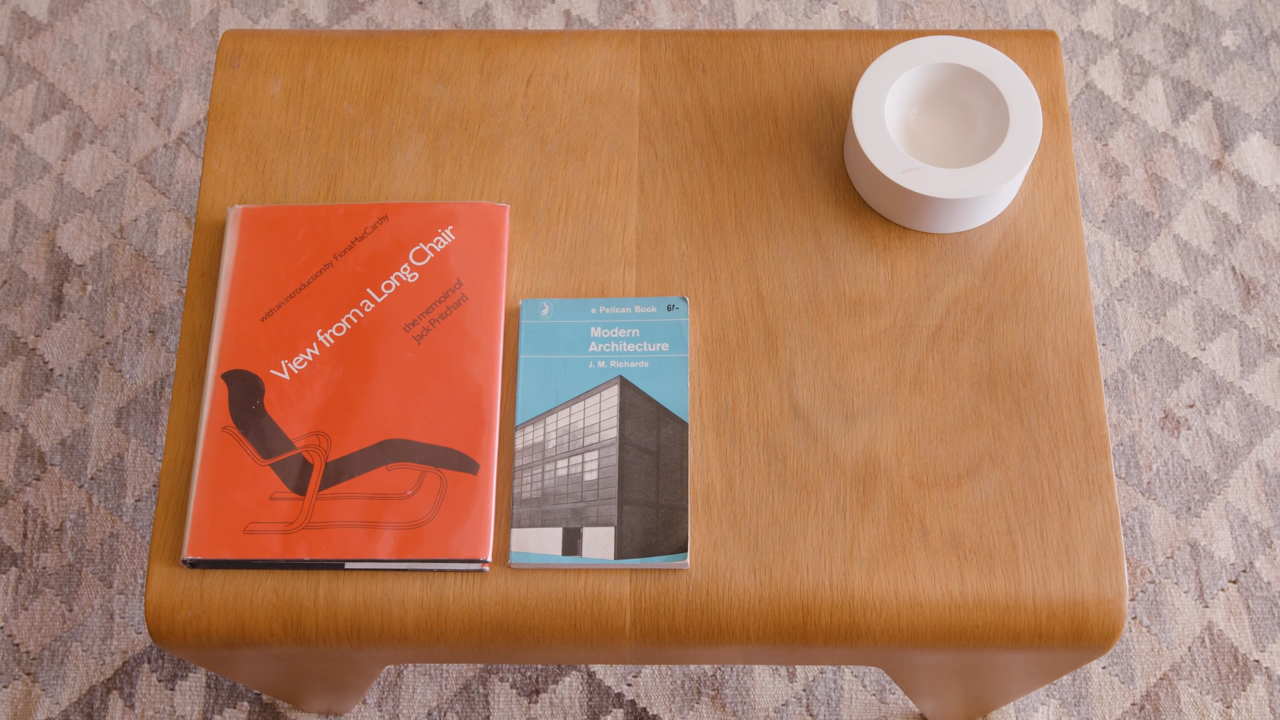 with an introduction by Fiona MacCarthy
View from a Long Chair
the memoirs of
Jack Pritchard
a Pelican Book 6/-
Modern
Architecture
J. M. Richards